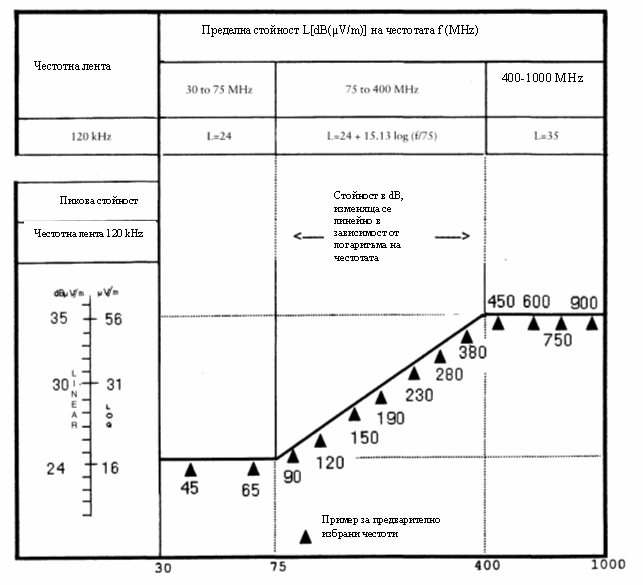 Пределна стойност L[dB(µV/m)] на честотата f (MHz)
Честотна лента
30 to 75 MHz
75 to 400 MHz
400-1000 MHz
120 kHz
L=24
L=24 + 15.13 log (f/75)
L=35
Пикова стойност
Честотна лента 120 kHz
Стойност в dB,
изменяща се
линейно в
зависимост от
логаритьма на
честотата
dBµV/m µV/m
35 56
30 31
24 16
LINEAR
LOG
450 600 900
750
380
280
230
190
150
120
90
45 65
Пример за предварително
избрани честоти
30 75 400 1000